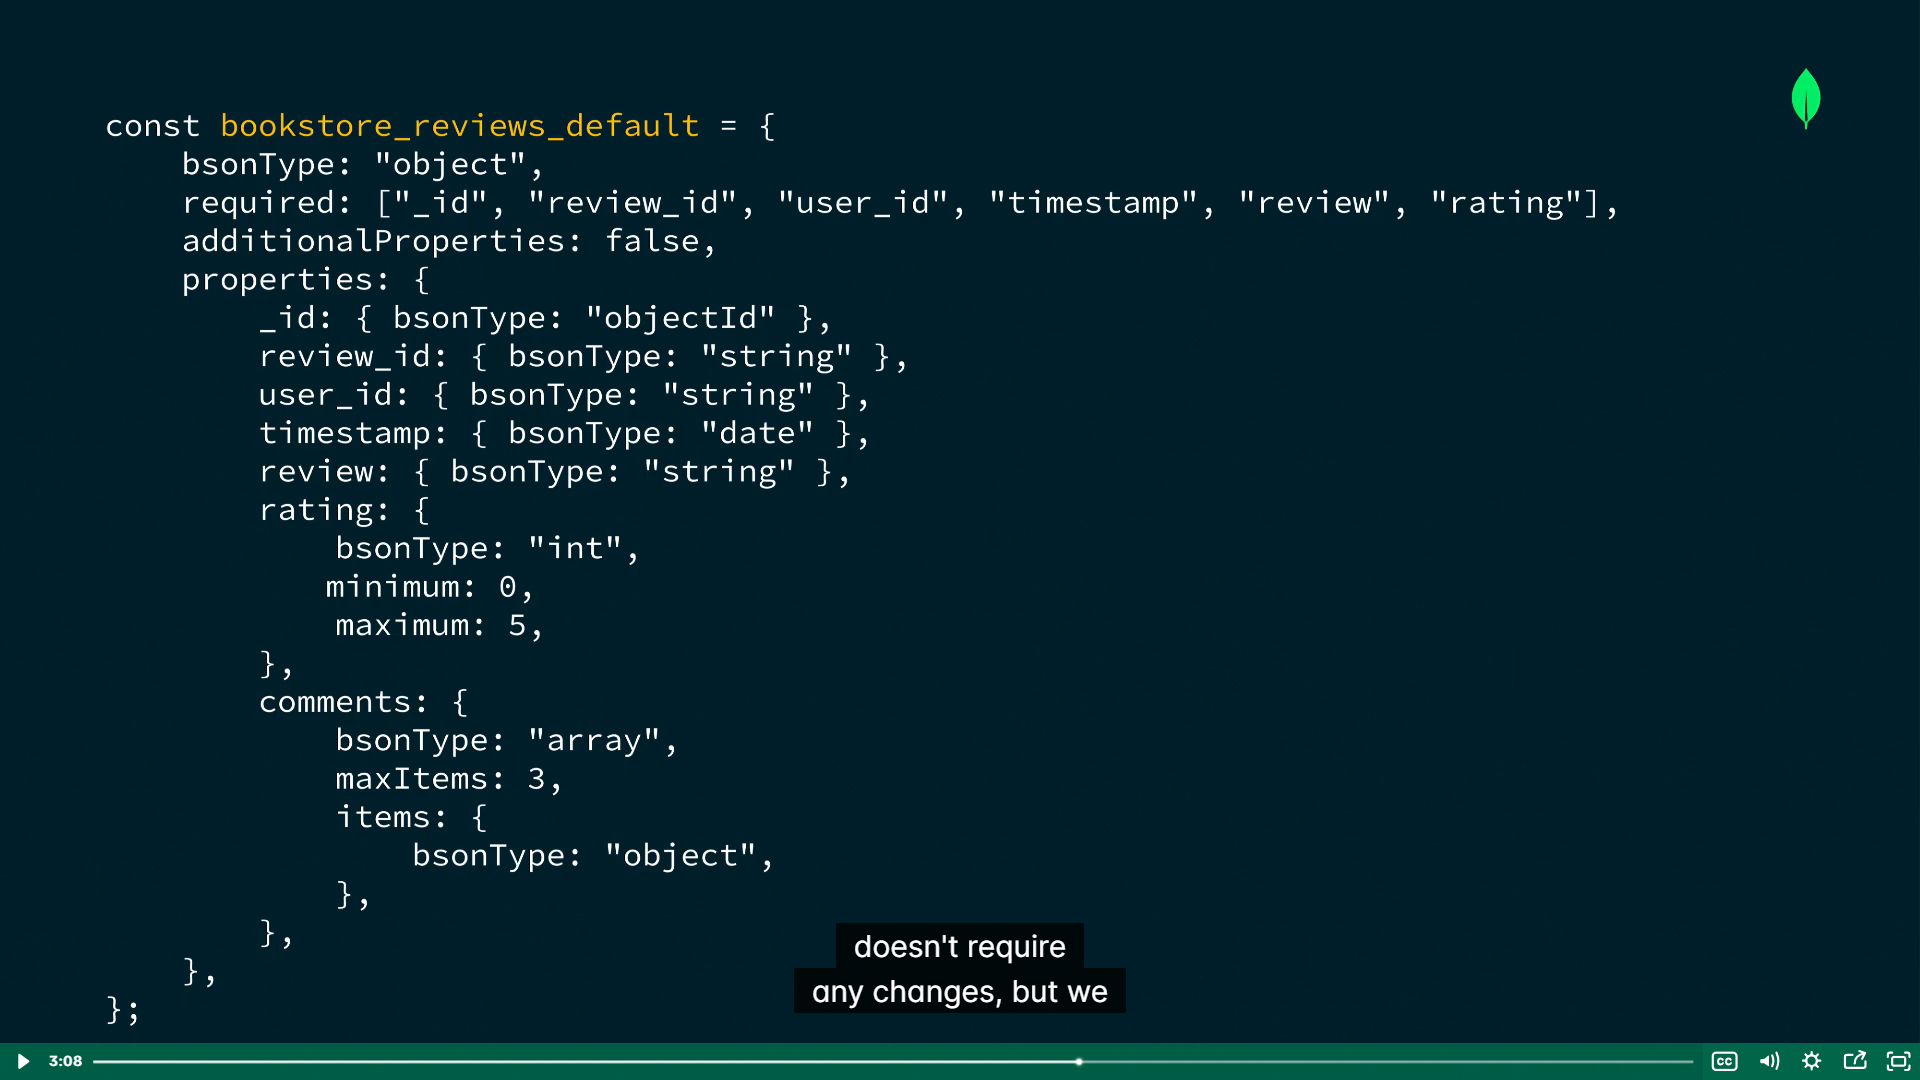 const bookstore_reviews_default = {
bsonType: "object",
required: ["_id", "review_id", "user_id", "timestamp", "review", "rating"],
additionalProperties: false,
properties: {
_id: { bsonType: "objectId" },
review_id: { bsonType: "string" },
user_id: { bsonType: "string" },
timestamp: { bsonType: "date" },
review: { bsonType: "string" },
rating: {
bsonType: "int",
minimum: 0,
maximum: 5,
},
comments: {
bsonType: "array",
maxItems: 3,
items: {
bsonType: "object",
},
},
},
};
doesn't require
any changes, but we
3:08
CC